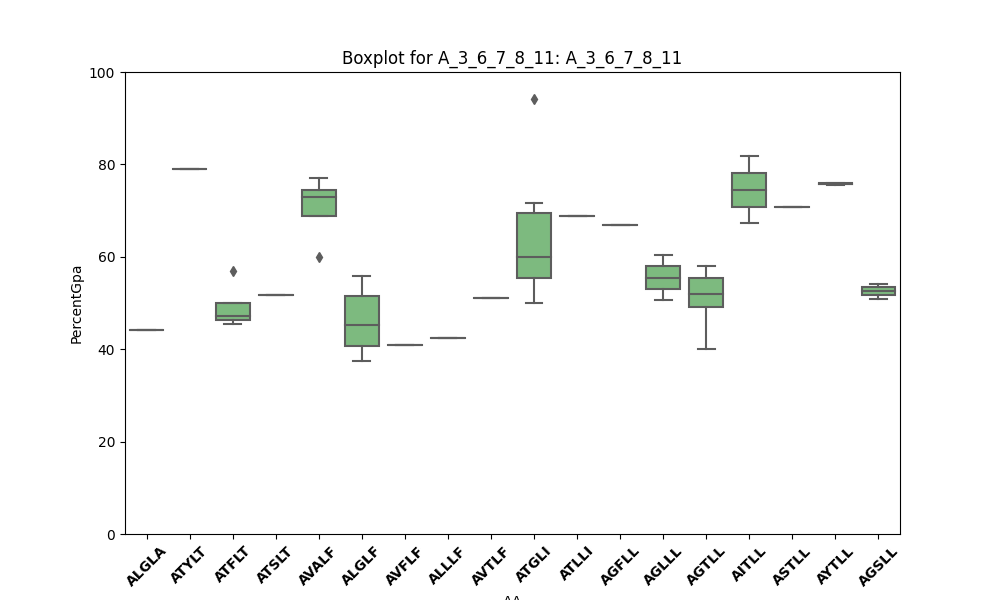 Boxplot for A_3_6_7_8_11: A_3_6_7_8_11
100
80
60
40
20
0
PercentGpa
ALGLA
ATYLT
ATFLT
ATSLT
AVALF
ALGLF
AVFLF
ALLLF
AVTLF
ATGLI
ATLLI
AGFLL
AGLLL
AGTLL
AITLL
ASTLL
AYTLL
AGSLL
AA